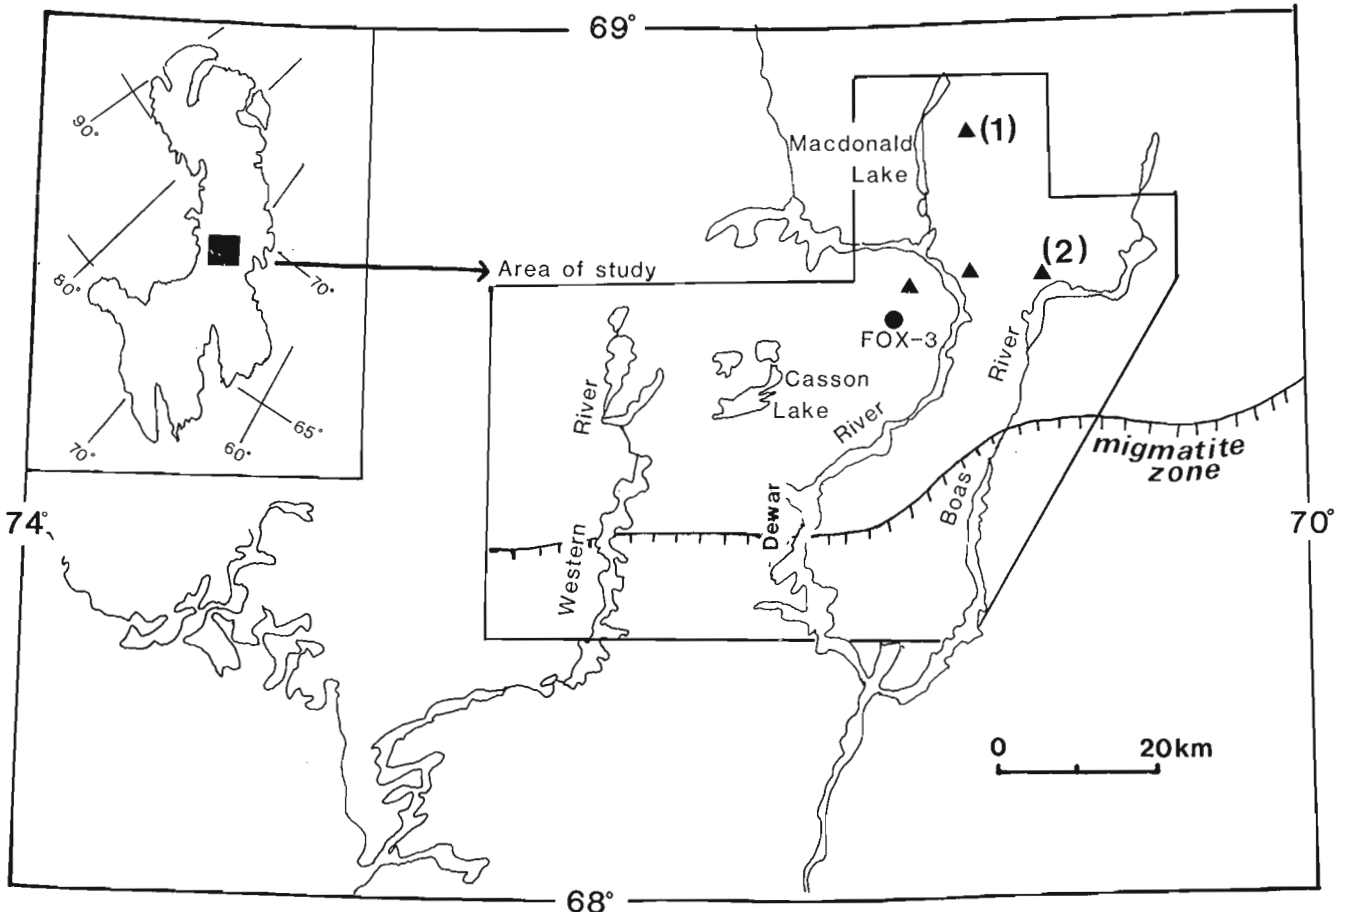 69°
90°
80°
70°
70°
60°
65°
Area of study
Macdonald
Lake
(1)
(2)
FOX-3
River
Casson
Lake
River
River
migmatite
zone
74°
70°
Western
Dewar
Boas
0 20km
68°